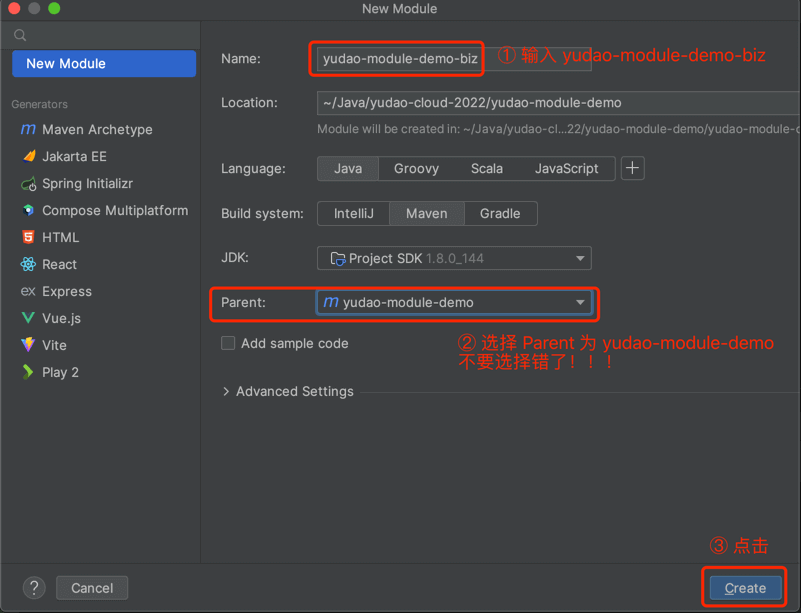 New Module
New Module
Generators
Maven Archetype
Jakarta EE
Spring Initializr
Compose Multiplatform
HTML
React
ex Express
Vue.js
Vite
Play 2
Name:
yudao-module-demo-biz
① 输入 yudao-module-demo-biz
Location:
~/Java/yudao-cloud-2022/yudao-module-demo
Module will be created in: ~/Java/yudao-cl...22/yudao-module-demo/yudao-module-d
Language:
Java
Groovy
Scala
JavaScript
Build system:
IntelliJ
Maven
Gradle
JDK:
Project SDK 1.8.0_144
Parent:
m yudao-module-demo
② 选择 Parent 为 yudao-module-demo
不要选择错了！！！
Add sample code
Advanced Settings
③ 点击
?
Cancel
Create